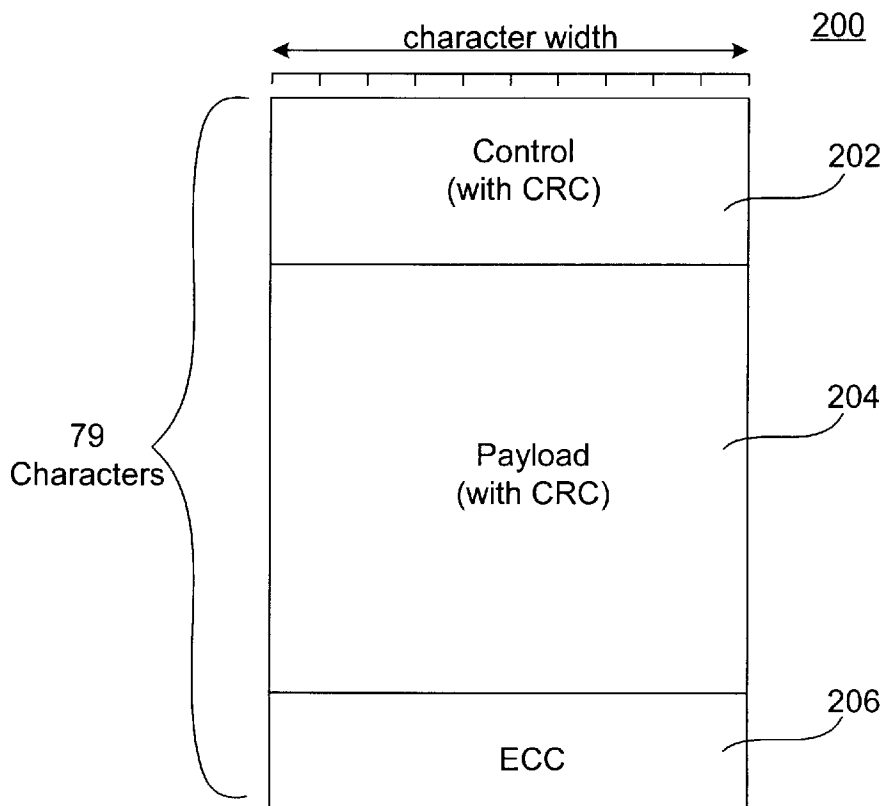 200
character width
Control
(with CRC)
202
79
Characters
Payload
(with CRC)
204
ECC
206